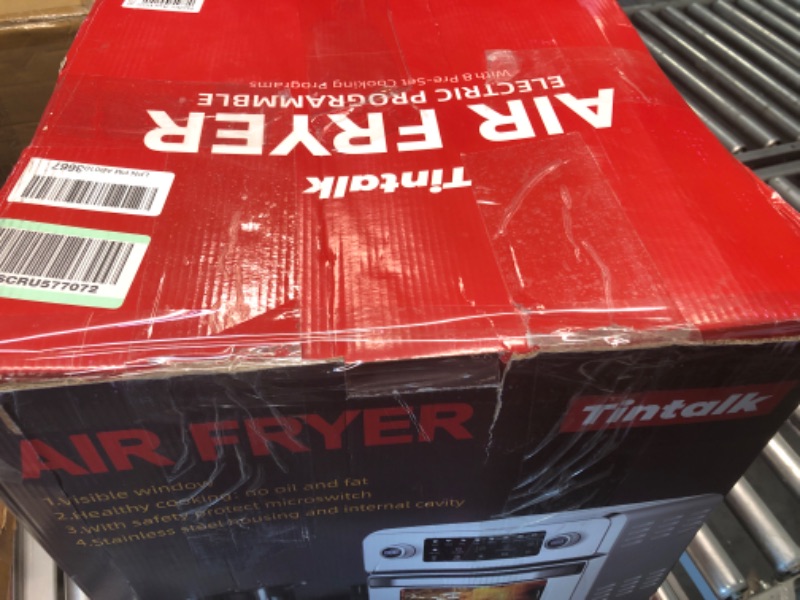 Tintalk
AIR FRYER
ELECTRIC PROGRAMMBLE
With 8 Pre-Set Cooking Programs
SCRU577072
AIR FRYER
Tintalk
1.Visible window
2.Healthy cooking: no oil and fat
3.With safety protect microswitch
4.Stainless steel housing and internal cavity